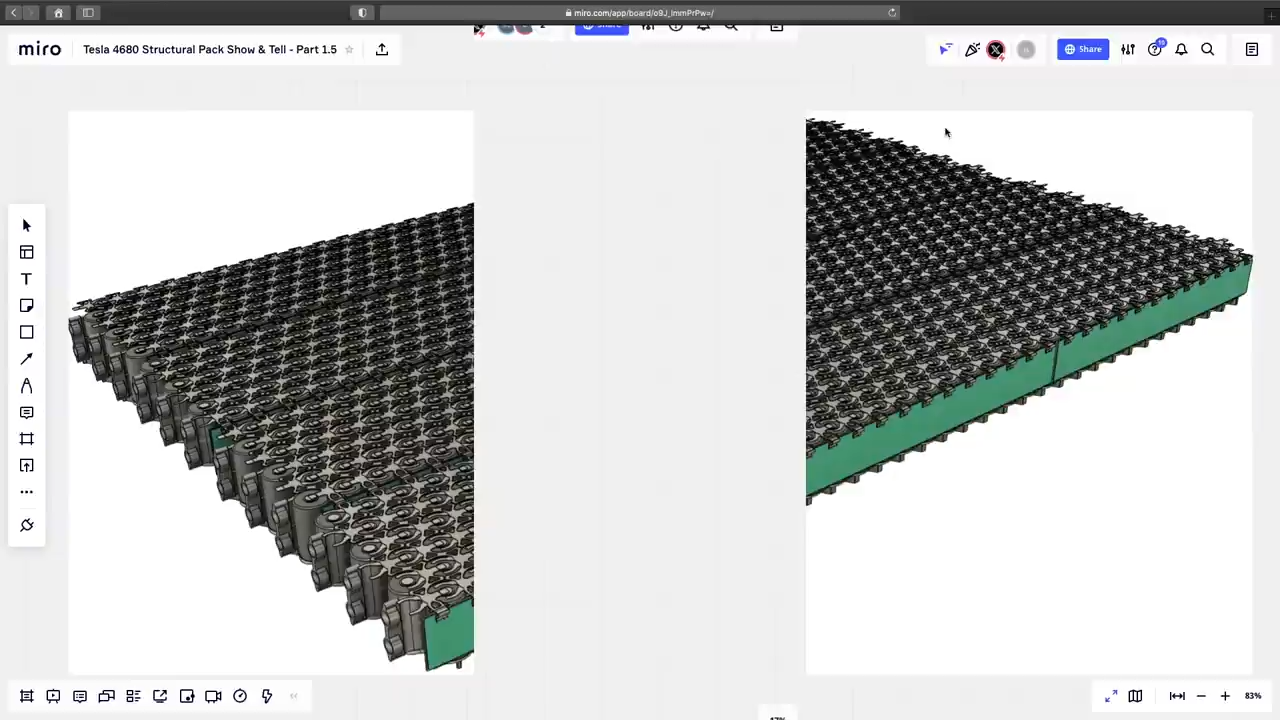 miro.com/app/board/o9J_lmmPrPw=/
miro
Tesla 4680 Structural Pack Show & Tell - Part 1.5
Share
83%